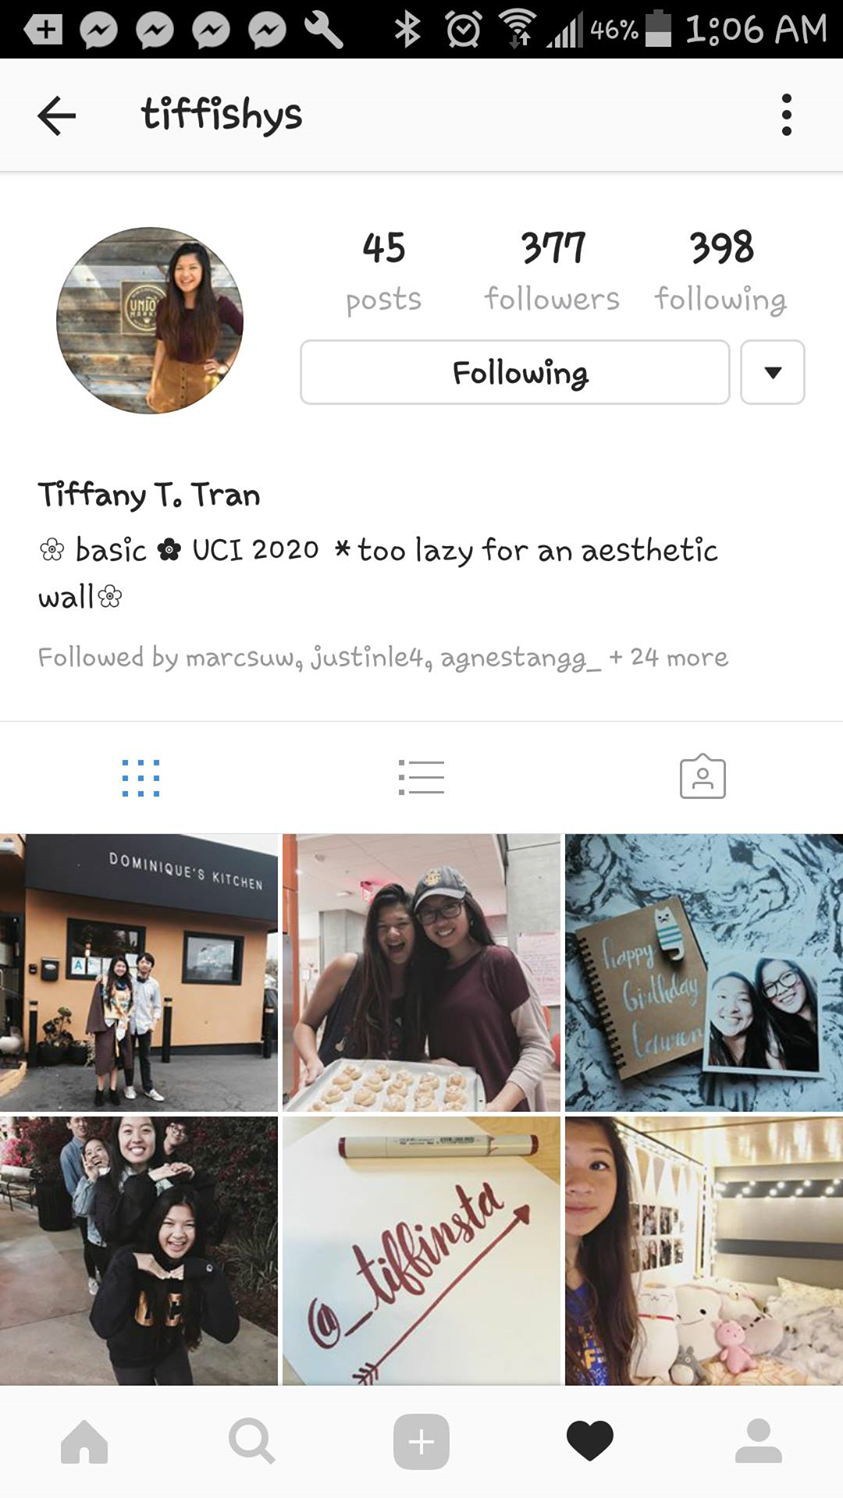 46% 1:06 AM
tiffishys
45 377 398
posts followers following
Following
Tiffany T. Tran
basic UCI 2020 *too lazy for an aesthetic
wall
Followed by marcsuw, justinle4, agnestangg_ + 24 more
DOMINIQUE'S KITCHEN
A
happy
birthday
@_tiffinsta